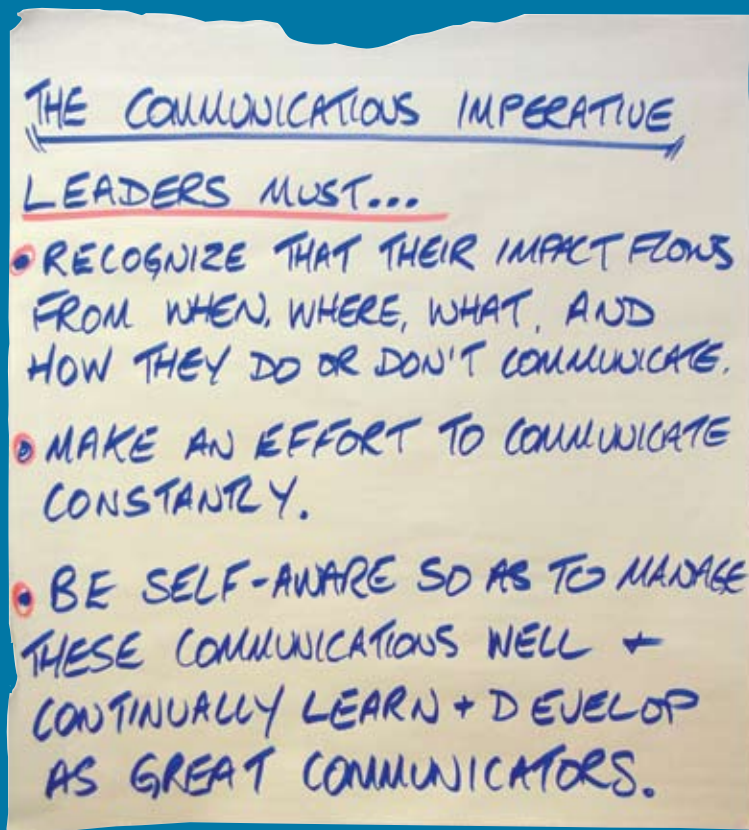 THE COMMUNICATIONS IMPERATIVE
LEADERS MUST...
• RECOGNIZE THAT THEIR IMPACT FLOWS
FROM WHEN, WHERE, WHAT, AND
HOW THEY DO OR DON'T COMMUNICATE.
• MAKE AN EFFORT TO COMMUNICATE
CONSTANTLY.
• BE SELF-AWARE SO AS TO MANAGE
THESE COMMUNICATIONS WELL +
CONTINUALLY LEARN + DEVELOP
AS GREAT COMMUNICATORS.